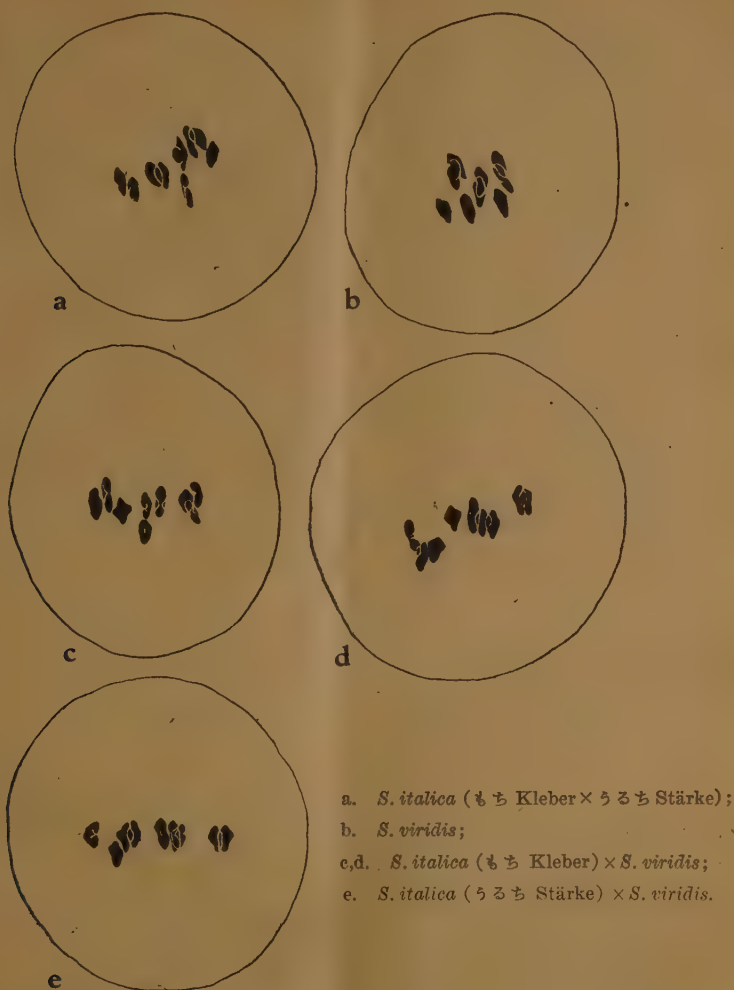 a
b
c
d
e
a. S. italica (もち Kleber × うるち Stärke);
b. S. viridis;
c,d. S. italica (もち Kleber) × S. viridis;
e. S. italica (うるち Stärke) × S. viridis.